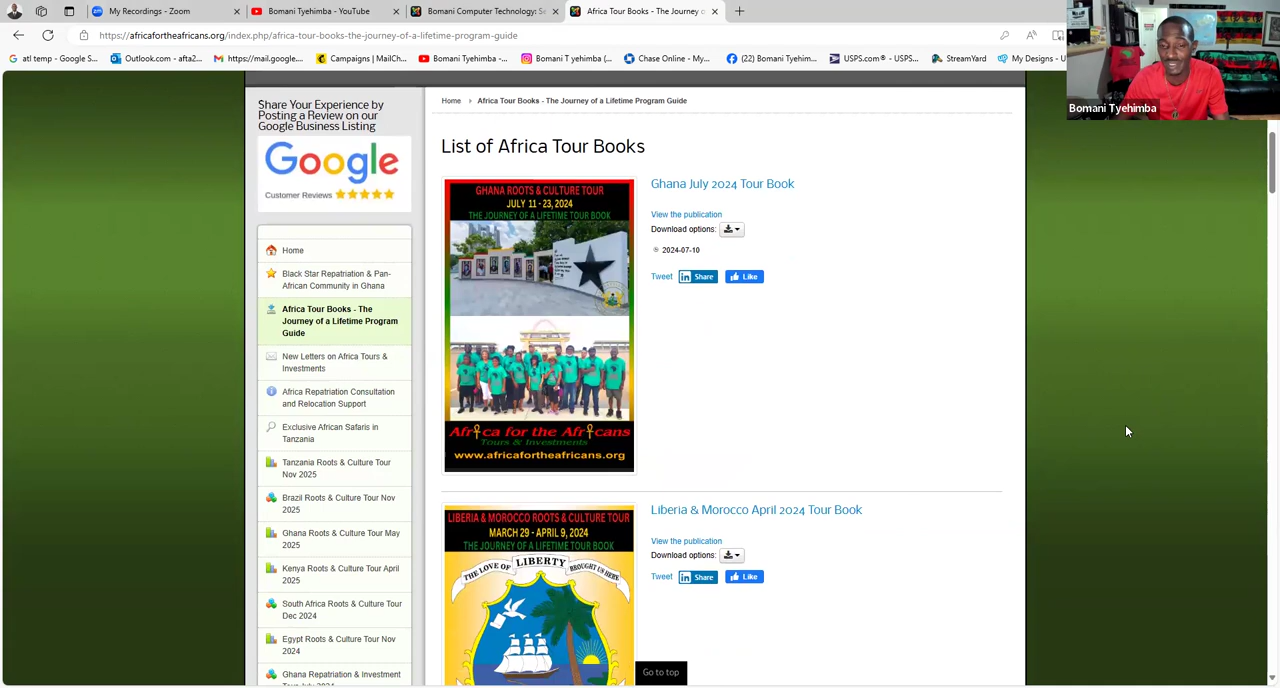 My Recordings - Zoom
Bomani Tyehimba - YouTube
Bomani Computer Technology: Se
Africa Tour Books - The Journey o
https://africafortheafricans.org/index.php/africa-tour-books-the-journey-of-a-lifetime-program-guide
atl temp - Google S...
Outlook.com - afta2...
https://mail.google....
Campaigns | MailCh...
Bomani Tyehimba -...
Bomani T yehimba (...
Chase Online - My...
(22) Bomani Tyehim...
USPS.com® - USPS...
StreamYard
My Designs - U
Bomani Tyehimba
Share Your Experience by
Posting a Review on our
Google Business Listing
Google
Customer Reviews
Home
Black Star Repatriation & Pan-
African Community in Ghana
Africa Tour Books - The
Journey of a Lifetime Program
Guide
New Letters on Africa Tours &
Investments
Africa Repatriation Consultation
and Relocation Support
Exclusive African Safaris in
Tanzania
Tanzania Roots & Culture Tour
Nov 2025
Brazil Roots & Culture Tour Nov
2025
Ghana Roots & Culture Tour May
2025
Kenya Roots & Culture Tour April
2025
South Africa Roots & Culture Tour
Dec 2024
Egypt Roots & Culture Tour Nov
2024
Ghana Repatriation & Investment
Tour July 2024
Home
Africa Tour Books - The Journey of a Lifetime Program Guide
List of Africa Tour Books
GHANA ROOTS & CULTURE TOUR
JULY 11 - 23, 2024
THE JOURNEY OF A LIFETIME TOUR BOOK
Africa for the Africans
Tours & Investments
www.africafortheafricans.org
Ghana July 2024 Tour Book
View the publication
Download options:
2024-07-10
Tweet
Share
Like
LIBERIA & MOROCCO ROOTS & CULTURE TOUR
MARCH 29 - APRIL 9, 2024
THE JOURNEY OF A LIFETIME TOUR BOOK
THE LOVE OF LIBERTY BROUGHT US HERE
Liberia & Morocco April 2024 Tour Book
View the publication
Download options:
Tweet
Share
Like
Go to top